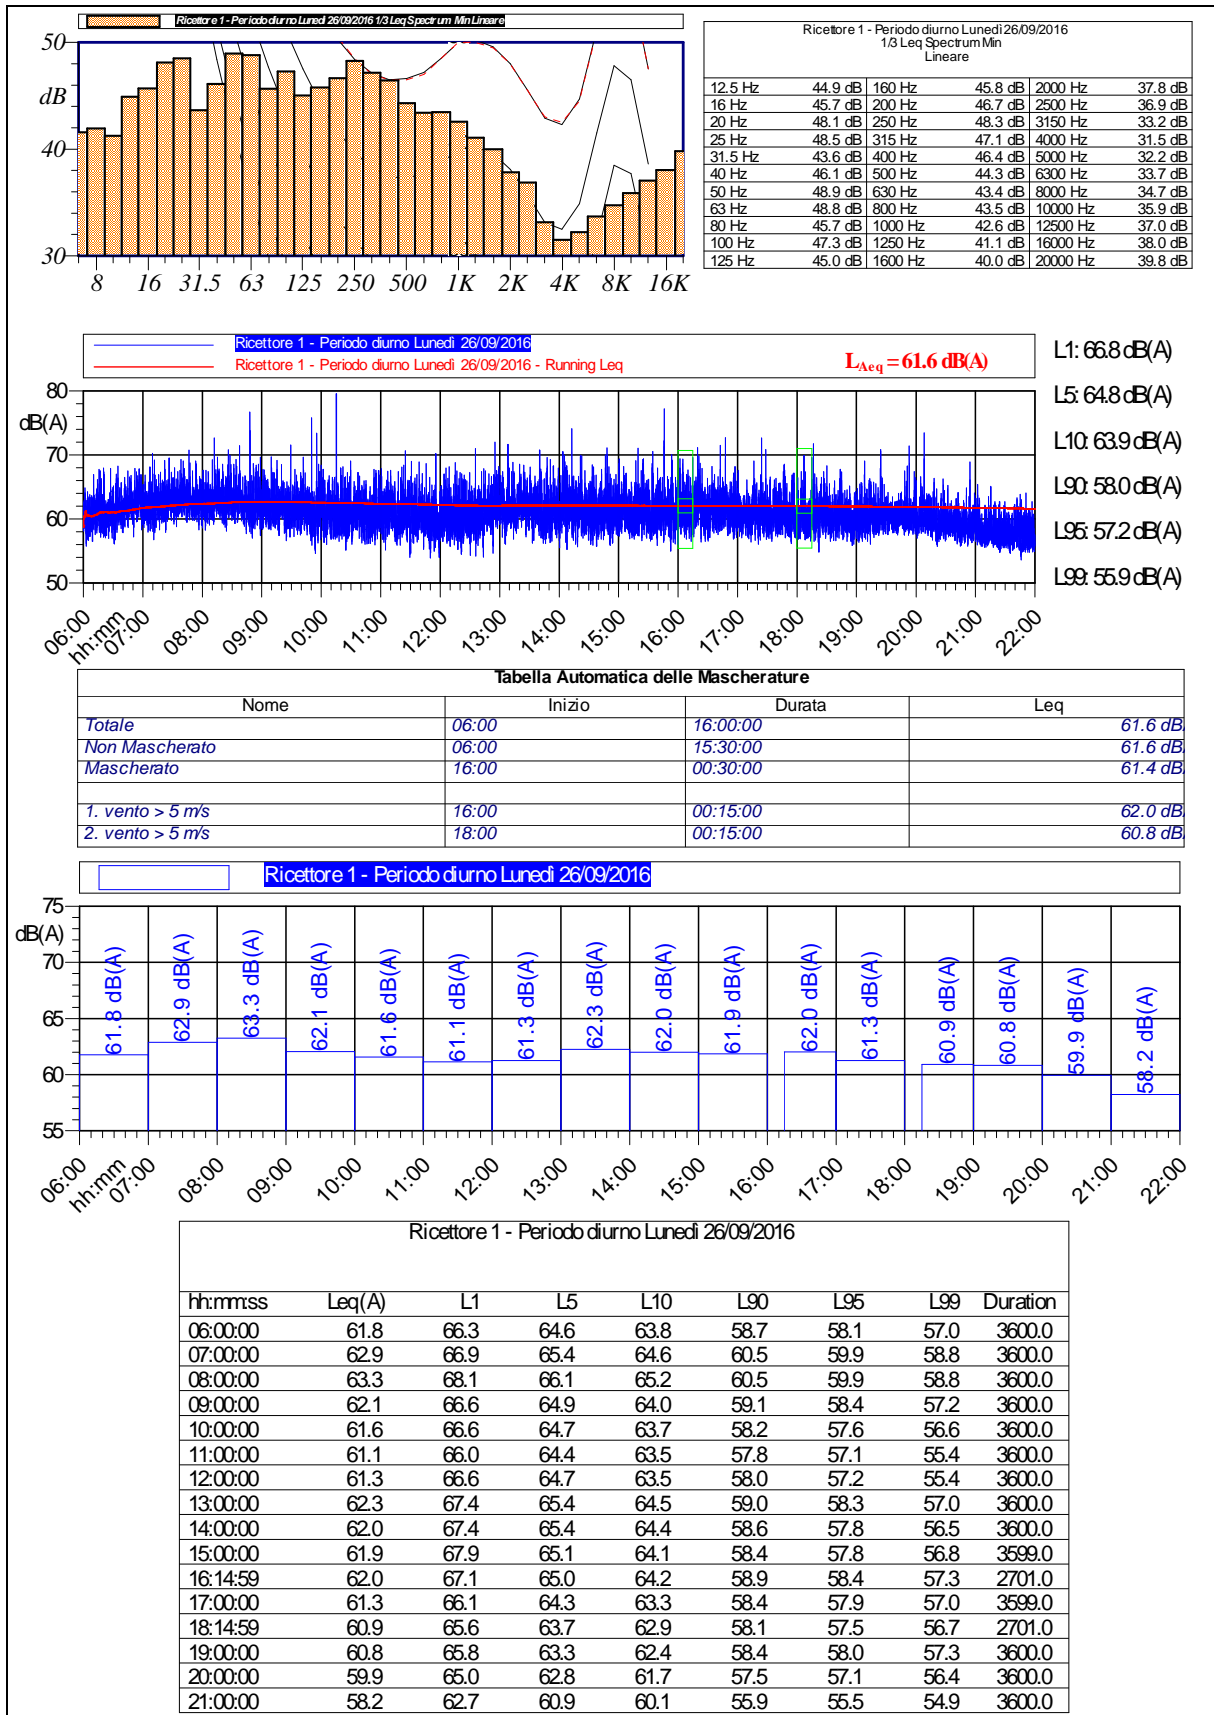 Ricettore 1 - Periodo diurno Lunedì 26/09/2016 1/3 Leq Spectrum Min Lineare
50
dB
40
30
8 16 31.5 63 125 250 500 1K 2K 4K 8K 16K
Ricettore 1 - Periodo diurno Lunedì 26/09/2016
1/3 Leq Spectrum Min
Lineare
12.5 Hz 44.9 dB 160 Hz 45.8 dB 2000 Hz 37.8 dB
16 Hz 45.7 dB 200 Hz 46.7 dB 2500 Hz 36.9 dB
20 Hz 48.1 dB 250 Hz 48.3 dB 3150 Hz 33.2 dB
25 Hz 48.5 dB 315 Hz 47.1 dB 4000 Hz 31.5 dB
31.5 Hz 43.6 dB 400 Hz 46.4 dB 5000 Hz 32.2 dB
40 Hz 46.1 dB 500 Hz 44.3 dB 6300 Hz 33.7 dB
50 Hz 48.9 dB 630 Hz 43.4 dB 8000 Hz 34.7 dB
63 Hz 48.8 dB 800 Hz 43.5 dB 10000 Hz 35.9 dB
80 Hz 45.7 dB 1000 Hz 42.6 dB 12500 Hz 37.0 dB
100 Hz 47.3 dB 1250 Hz 41.1 dB 16000 Hz 38.0 dB
125 Hz 45.0 dB 1600 Hz 40.0 dB 20000 Hz 39.8 dB
Ricettore 1 - Periodo diurno Lunedì 26/09/2016
Ricettore 1 - Periodo diurno Lunedì 26/09/2016 - Running Leq
LAeq = 61.6 dB(A)
80
dB(A)
70
60
50
06:00 hh:mm 07:00 08:00 09:00 10:00 11:00 12:00 13:00 14:00 15:00 16:00 17:00 18:00 19:00 20:00 21:00 22:00
L1: 66.8 dB(A)
L5: 64.8 dB(A)
L10: 63.9 dB(A)
L90: 58.0 dB(A)
L95: 57.2 dB(A)
L99: 55.9 dB(A)
Tabella Automatica delle Mascherature
Nome Inizio Durata Leq
Totale 06:00 16:00:00 61.6 dB
Non Mascherato 06:00 15:30:00 61.6 dB
Mascherato 16:00 00:30:00 61.4 dB
1. vento > 5 m/s 16:00 00:15:00 62.0 dB
2. vento > 5 m/s 18:00 00:15:00 60.8 dB
Ricettore 1 - Periodo diurno Lunedì 26/09/2016
75
dB(A)
70
65
60
55
61.8 dB(A) 62.9 dB(A) 63.3 dB(A) 62.1 dB(A) 61.6 dB(A) 61.1 dB(A) 61.3 dB(A) 62.3 dB(A) 62.0 dB(A) 61.9 dB(A) 62.0 dB(A) 61.3 dB(A) 60.9 dB(A) 60.8 dB(A) 59.9 dB(A) 58.2 dB(A)
06:00 hh:mm 07:00 08:00 09:00 10:00 11:00 12:00 13:00 14:00 15:00 16:00 17:00 18:00 19:00 20:00 21:00 22:00
Ricettore 1 - Periodo diurno Lunedì 26/09/2016
hh:mm:ss Leq(A) L1 L5 L10 L90 L95 L99 Duration
06:00:00 61.8 66.3 64.6 63.8 58.7 58.1 57.0 3600.0
07:00:00 62.9 66.9 65.4 64.6 60.5 59.9 58.8 3600.0
08:00:00 63.3 68.1 66.1 65.2 60.5 59.9 58.8 3600.0
09:00:00 62.1 66.6 64.9 64.0 59.1 58.4 57.2 3600.0
10:00:00 61.6 66.6 64.7 63.7 58.2 57.6 56.6 3600.0
11:00:00 61.1 66.0 64.4 63.5 57.8 57.1 55.4 3600.0
12:00:00 61.3 66.6 64.7 63.5 58.0 57.2 55.4 3600.0
13:00:00 62.3 67.4 65.4 64.5 59.0 58.3 57.0 3600.0
14:00:00 62.0 67.4 65.4 64.4 58.6 57.8 56.5 3600.0
15:00:00 61.9 67.9 65.1 64.1 58.4 57.8 56.8 3599.0
16:14:59 62.0 67.1 65.0 64.2 58.9 58.4 57.3 2701.0
17:00:00 61.3 66.1 64.3 63.3 58.4 57.9 57.0 3599.0
18:14:59 60.9 65.6 63.7 62.9 58.1 57.5 56.7 2701.0
19:00:00 60.8 65.8 63.3 62.4 58.4 58.0 57.3 3600.0
20:00:00 59.9 65.0 62.8 61.7 57.5 57.1 56.4 3600.0
21:00:00 58.2 62.7 60.9 60.1 55.9 55.5 54.9 3600.0